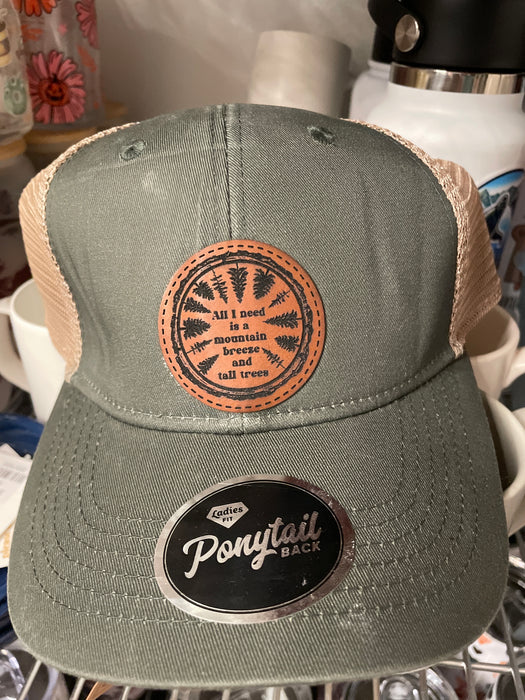 All I need
is a
mountain
breeze
and
tall trees
Ladies
FIT
Ponytail
BACK